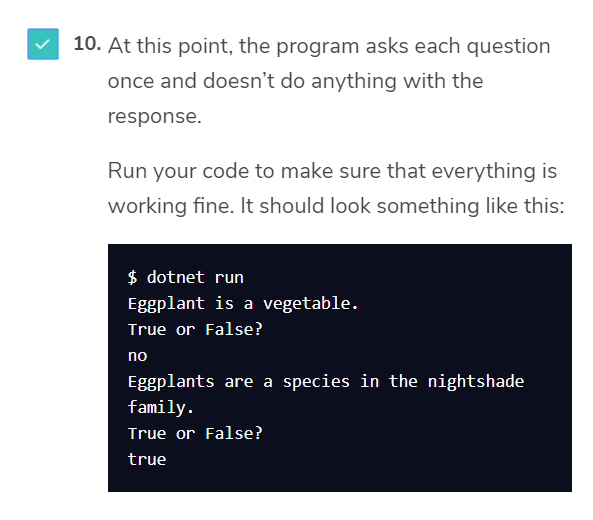 10. At this point, the program asks each question
once and doesn’t do anything with the
response.
Run your code to make sure that everything is
working fine. It should look something like this:
$ dotnet run
Eggplant is a vegetable.
True or False?
no
Eggplants are a species in the nightshade
family.
True or False?
true